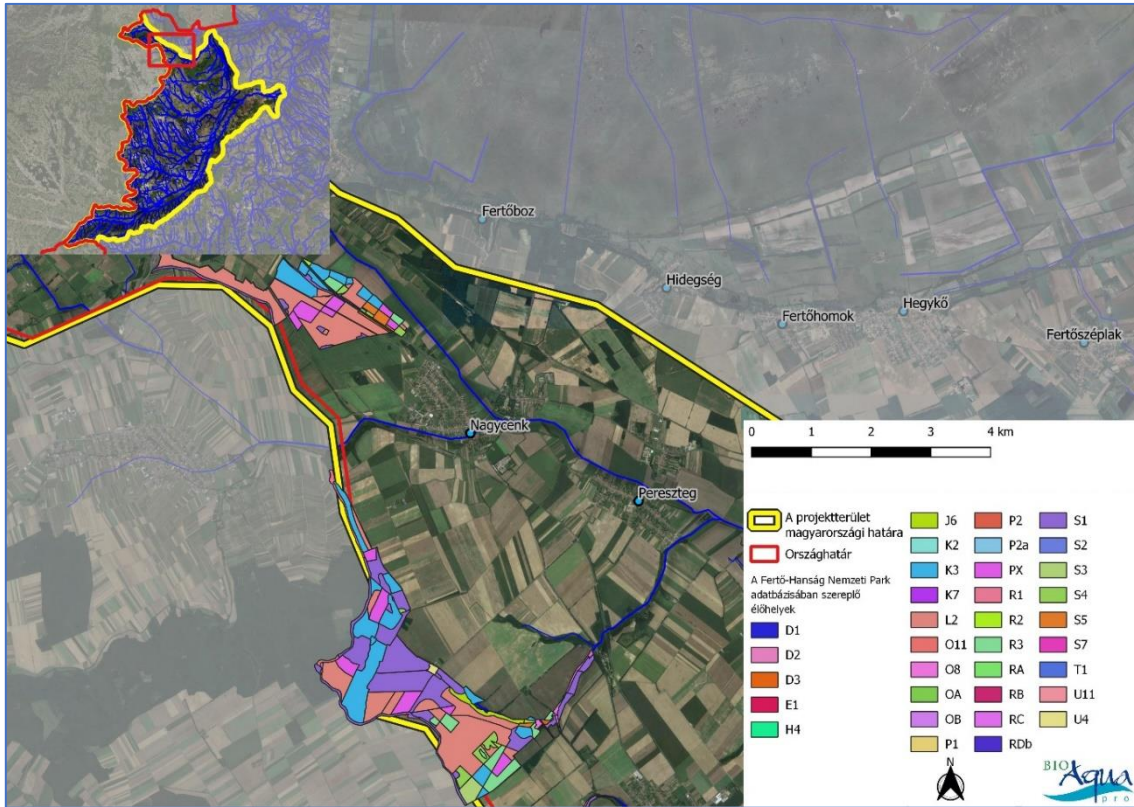 Fertőboz
Hidegség
Fertőhomok
Hegykő
Fertőszéplak
Nagycenk
Pereszteg
0 1 2 3 4 km
A projektterület
magyarországi határa
Országhatár
A Fertő-Hanság Nemzeti Park
adatbázisában szereplő
élőhelyek
D1
D2
D3
E1
H4
J6
K2
K3
K7
L2
O11
O8
OA
OB
P1
P2
P2a
PX
R1
R2
R3
RA
RB
RC
RDb
S1
S2
S3
S4
S5
S7
T1
U11
U4
N
BIO
Aqua
pro